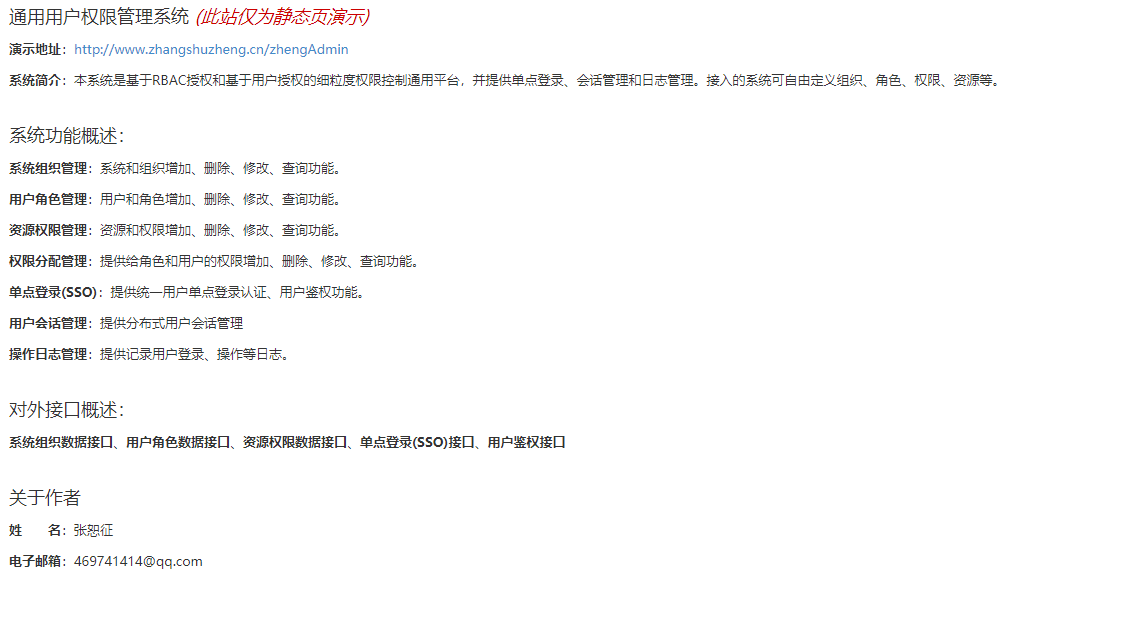 通用用户权限管理系统 (此站仅为静态页演示)
演示地址：http://www.zhangshuzheng.cn/zhengAdmin
系统简介：本系统是基于RBAC授权和基于用户授权的细粒度权限控制通用平台，并提供单点登录、会话管理和日志管理。接入的系统可自由定义组织、角色、权限、资源等。
系统功能概述：
系统组织管理：系统和组织增加、删除、修改、查询功能。
用户角色管理：用户和角色增加、删除、修改、查询功能。
资源权限管理：资源和权限增加、删除、修改、查询功能。
权限分配管理：提供给角色和用户的权限增加、删除、修改、查询功能。
单点登录(SSO)：提供统一用户单点登录认证、用户鉴权功能。
用户会话管理：提供分布式用户会话管理
操作日志管理：提供记录用户登录、操作等日志。
对外接口概述：
系统组织数据接口、用户角色数据接口、资源权限数据接口、单点登录(SSO)接口、用户鉴权接口
关于作者
姓　　名：张恕征
电子邮箱：469741414@qq.com